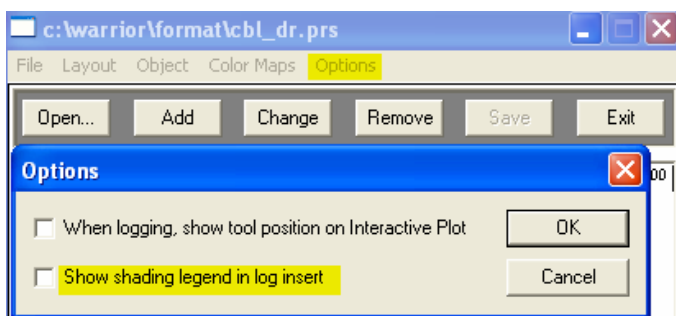 c:\warrior\format\cbl_dr.prs
File Layout Object Color Maps Options
Open... Add Change Remove Save Exit
Options
00
When logging, show tool position on Interactive Plot OK
Show shading legend in log insert Cancel